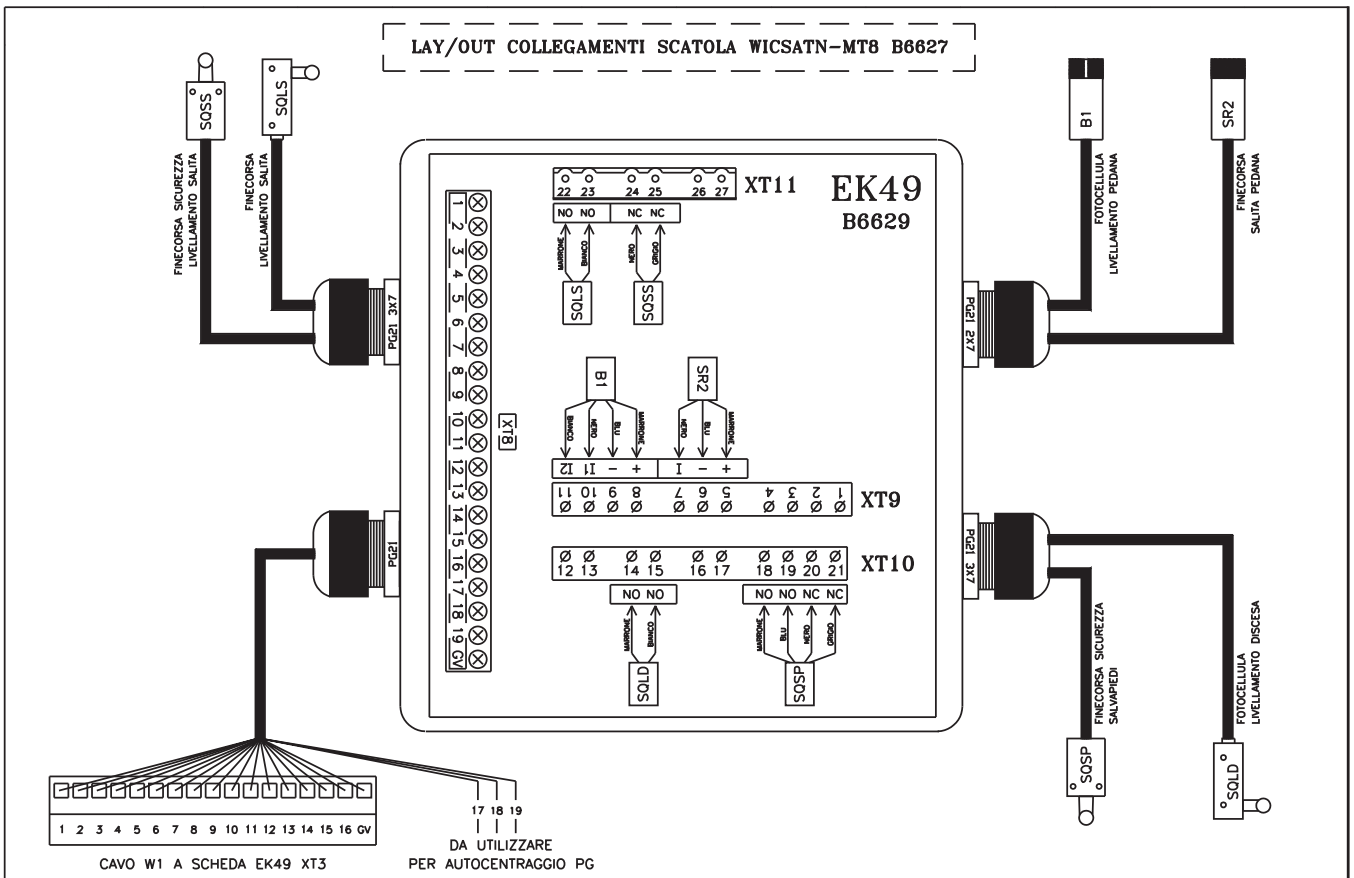 LAY/OUT COLLEGAMENTI SCATOLA WICSATN-MT8 B6627
SQSS
SQLS
FINECORSA SICUREZZA
LIVELLAMENTO SALITA
FINECORSA
LIVELLAMENTO SALITA
B1
SR2
FOTOCELLULA
LIVELLAMENTO PEDANA
FINECORSA
SALITA PEDANA
PG21 3X7
PG21 2X7
PG21
PG21 3X7
1
2
3
4
5
6
7
8
9
10
11
12
13
14
15
16
17
18
19
GV
XT8
22 23 24 25 26 27
XT11
NO NO NC NC
MARRONE BIANCO NERO GRIGIO
SQLS SQSS
EK49
B6629
B1 SR2
BIANCO NERO BLU MARRONE NERO BLU MARRONE
I2 I1 - + I - +
11 10 9 8 7 6 5 4 3 2 1
XT9
12 13 14 15 16 17 18 19 20 21
XT10
NO NO NO NO NC NC
MARRONE BIANCO MARRONE BLU NERO GRIGIO
SQLD SQSP
FINECORSA SICUREZZA
SALVAPIEDI
FOTOCELLULA
LIVELLAMENTO DISCESA
SQSP
SQLD
1 2 3 4 5 6 7 8 9 10 11 12 13 14 15 16 GV
CAVO W1 A SCHEDA EK49 XT3
17 18 19
DA UTILIZZARE
PER AUTOCENTRAGGIO PG